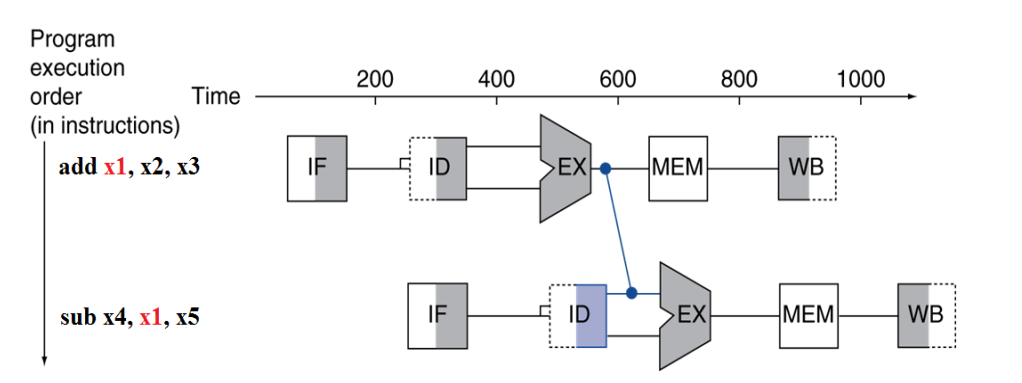 Program
execution
order
(in instructions)
Time
200 400 600 800 1000
add x1, x2, x3
IF ID EX MEM WB
sub x4, x1, x5
IF ID EX MEM WB